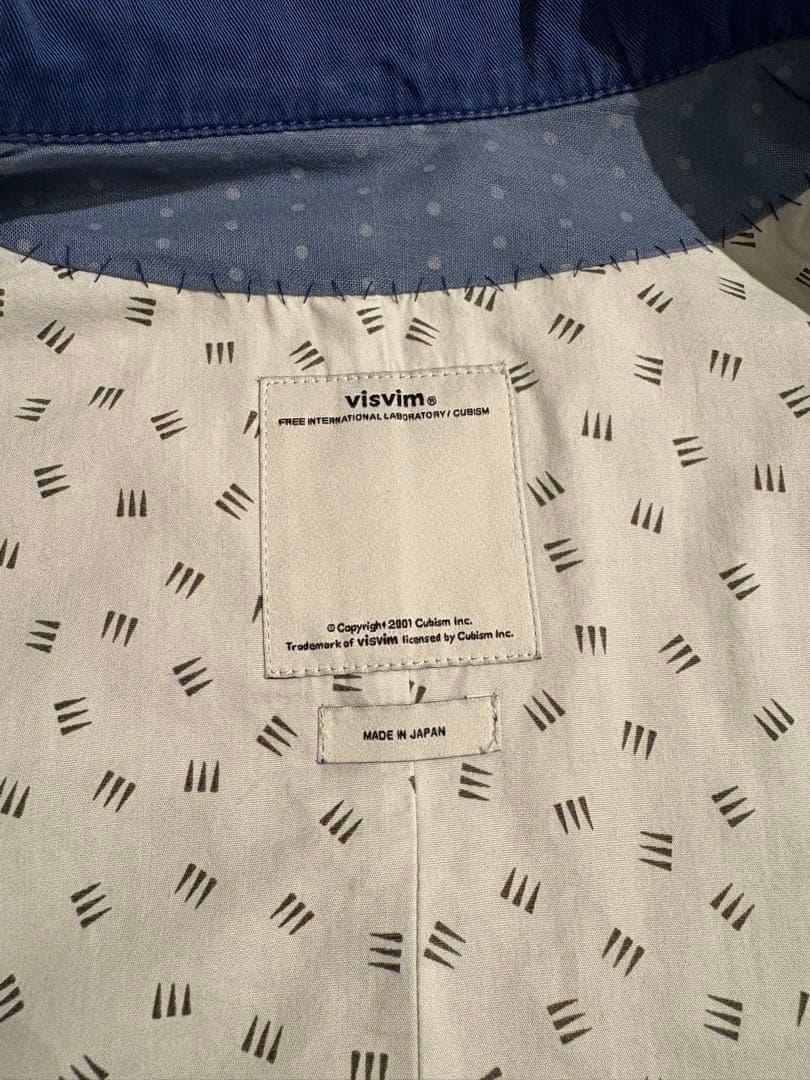 visvim®
FREE INTERNATIONAL LABORATORY / CUBISM
© Copyright 2001 Cubism Inc.
Trademark of visvim licensed by Cubism Inc.
MADE IN JAPAN